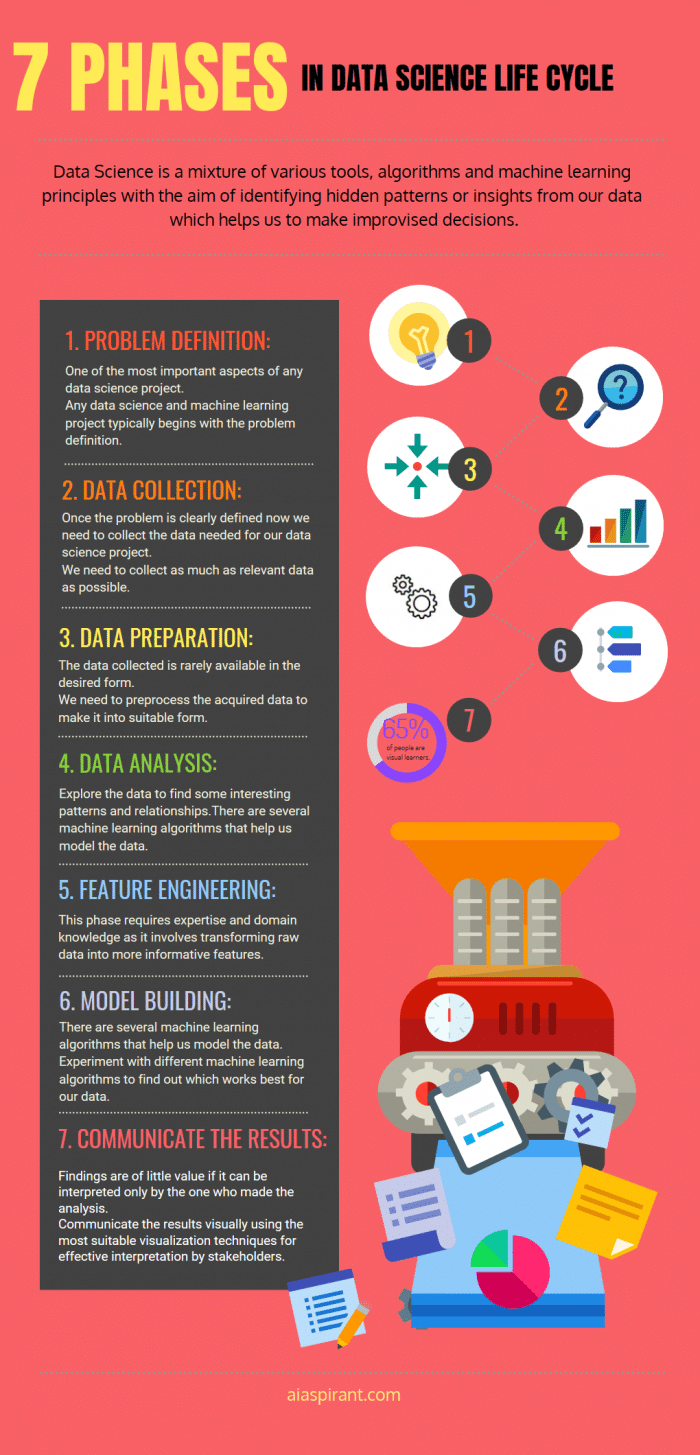 7 PHASES IN DATA SCIENCE LIFE CYCLE
Data Science is a mixture of various tools, algorithms and machine learning
principles with the aim of identifying hidden patterns or insights from our data
which helps us to make improvised decisions.
1. PROBLEM DEFINITION:
One of the most important aspects of any
data science project.
Any data science and machine learning
project typically begins with the problem
definition.
2. DATA COLLECTION:
Once the problem is clearly defined now we
need to collect the data needed for our data
science project.
We need to collect as much as relevant data
as possible.
3. DATA PREPARATION:
The data collected is rarely available in the
desired form.
We need to preprocess the acquired data to
make it into suitable form.
4. DATA ANALYSIS:
Explore the data to find some interesting
patterns and relationships.There are several
machine learning algorithms that help us
model the data.
5. FEATURE ENGINEERING:
This phase requires expertise and domain
knowledge as it involves transforming raw
data into more informative features.
6. MODEL BUILDING:
There are several machine learning
algorithms that help us model the data.
Experiment with different machine learning
algorithms to find out which works best for
our data.
7. COMMUNICATE THE RESULTS:
Findings are of little value if it can be
interpreted only by the one who made the
analysis.
Communicate the results visually using the
most suitable visualization techniques for
effective interpretation by stakeholders.
1
2
?
3
4
5
6
7
65%
of people are
visual learners.
aiaspirant.com